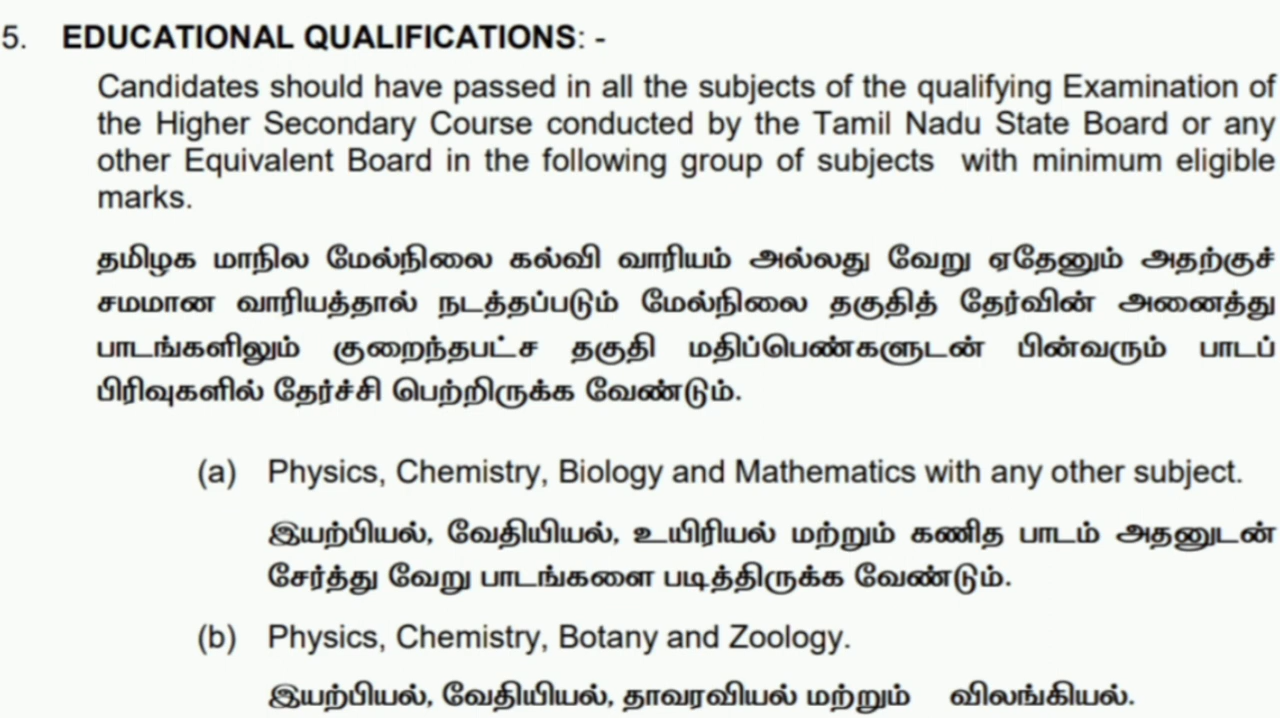 5. EDUCATIONAL QUALIFICATIONS: -
Candidates should have passed in all the subjects of the qualifying Examination of
the Higher Secondary Course conducted by the Tamil Nadu State Board or any
other Equivalent Board in the following group of subjects with minimum eligible
marks.
தமிழக மாநில மேல்நிலை கல்வி வாரியம் அல்லது வேறு ஏதேனும் அதற்குச்
சமமான வாரியத்தால் நடத்தப்படும் மேல்நிலை தகுதித் தேர்வின் அனைத்து
பாடங்களிலும் குறைந்தபட்ச தகுதி மதிப்பெண்களுடன் பின்வரும் பாடப்
பிரிவுகளில் தேர்ச்சி பெற்றிருக்க வேண்டும்.
(a) Physics, Chemistry, Biology and Mathematics with any other subject.
இயற்பியல், வேதியியல், உயிரியல் மற்றும் கணித பாடம் அதனுடன்
சேர்த்து வேறு பாடங்களை படித்திருக்க வேண்டும்.
(b) Physics, Chemistry, Botany and Zoology.
இயற்பியல், வேதியியல், தாவரவியல் மற்றும் விலங்கியல்.